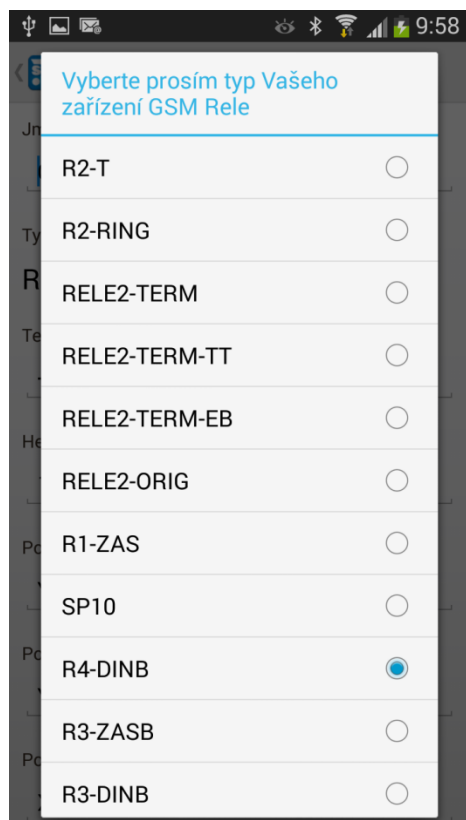 9:58
Vyberte prosím typ Vašeho
zařízení GSM Rele
R2-T
R2-RING
RELE2-TERM
RELE2-TERM-TT
RELE2-TERM-EB
RELE2-ORIG
R1-ZAS
SP10
R4-DINB
R3-ZASB
R3-DINB